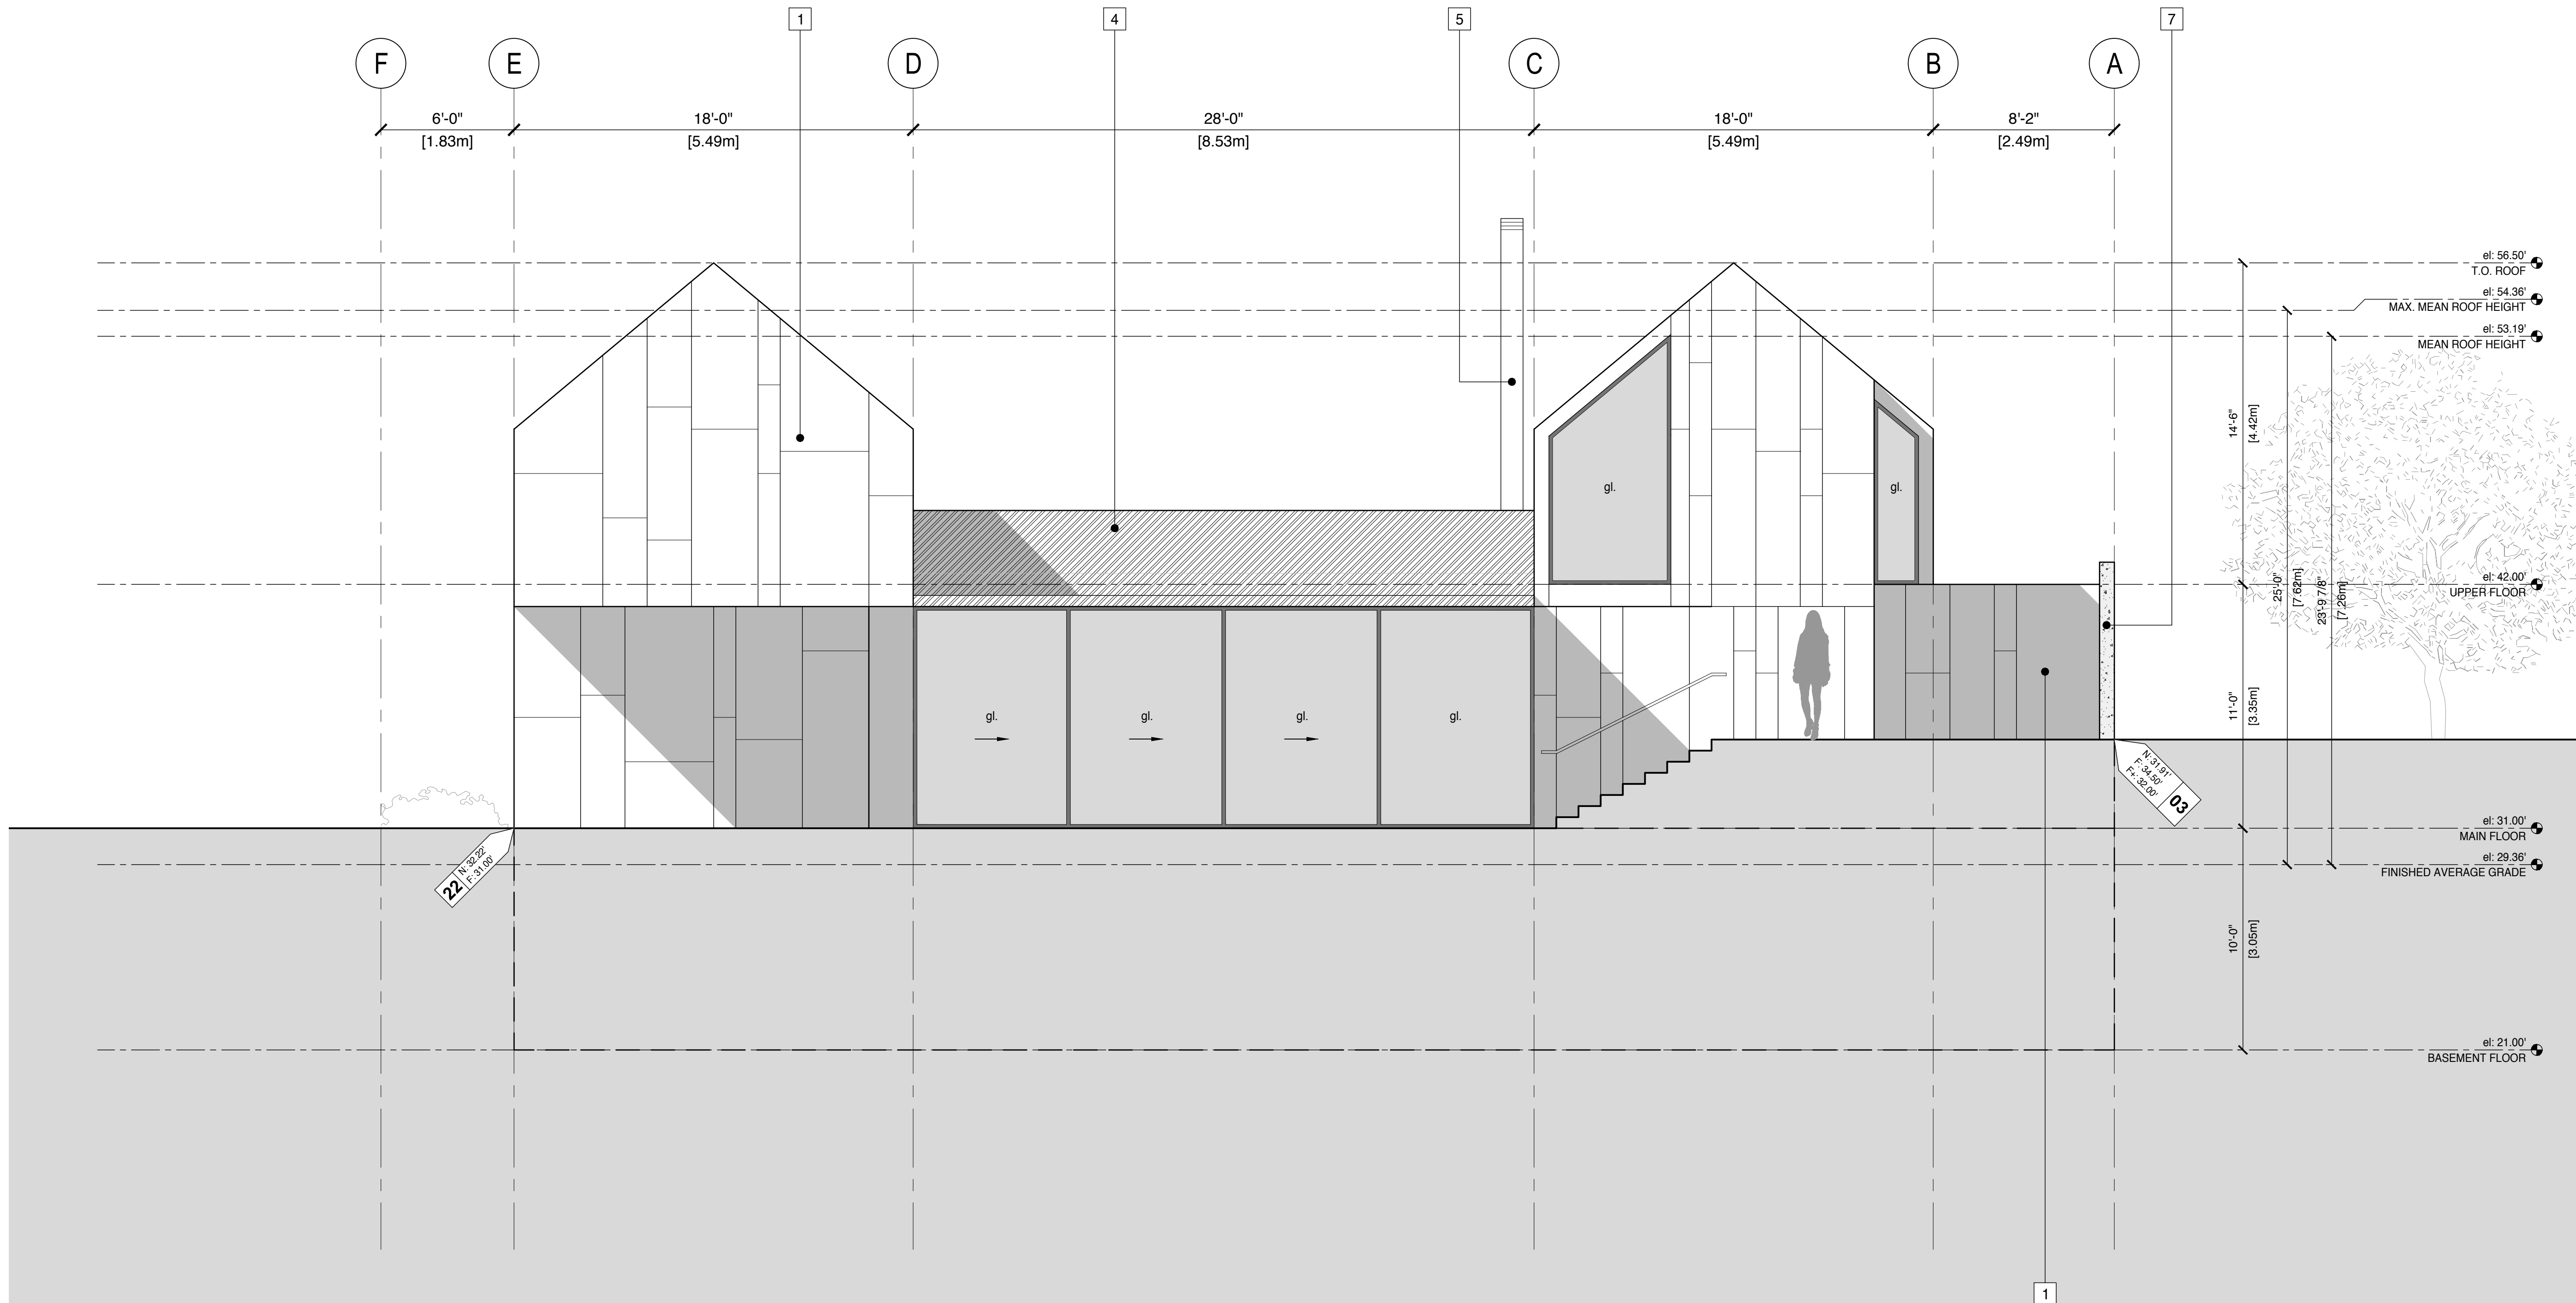 1
4
5
7
F
E
D
C
B
A
6'-0"
[1.83m]
18'-0"
[5.49m]
28'-0"
[8.53m]
18'-0"
[5.49m]
8'-2"
[2.49m]
el: 56.50'
T.O. ROOF
el: 54.36'
MAX. MEAN ROOF HEIGHT
el: 53.19'
MEAN ROOF HEIGHT
14'-6"
[4.42m]
gl.
gl.
el: 42.00'
UPPER FLOOR
25'-0"
[7.62m]
23'-9 7/8"
[7.26m]
11'-0"
[3.35m]
gl.
gl.
gl.
gl.
N: 31.91'
F: 34.50'
F+: 32.00'
03
el: 31.00'
MAIN FLOOR
22
N: 32.22'
F: 31.00'
el: 29.36'
FINISHED AVERAGE GRADE
10'-0"
[3.05m]
el: 21.00'
BASEMENT FLOOR
1